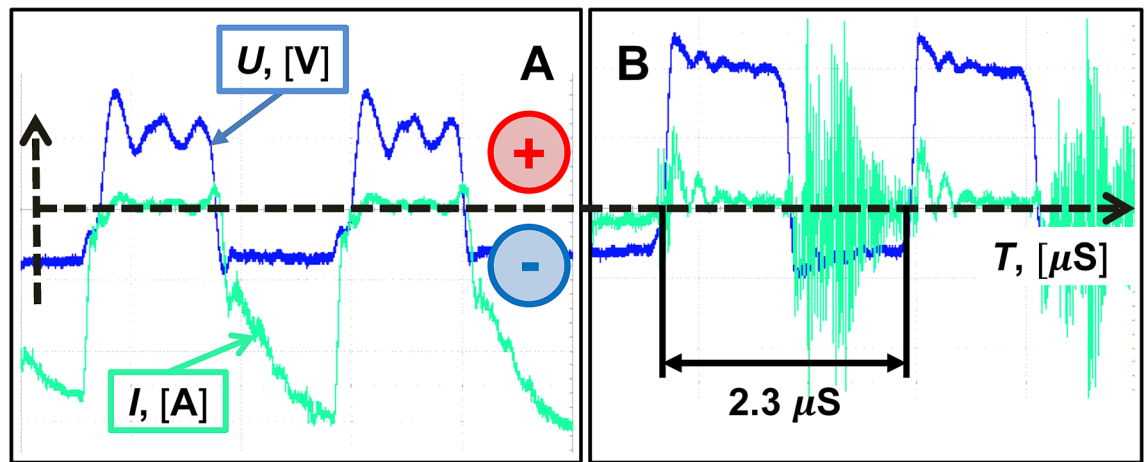 U, [V]
A
+
-
I, [A]
B
T, [μS]
2.3 μS